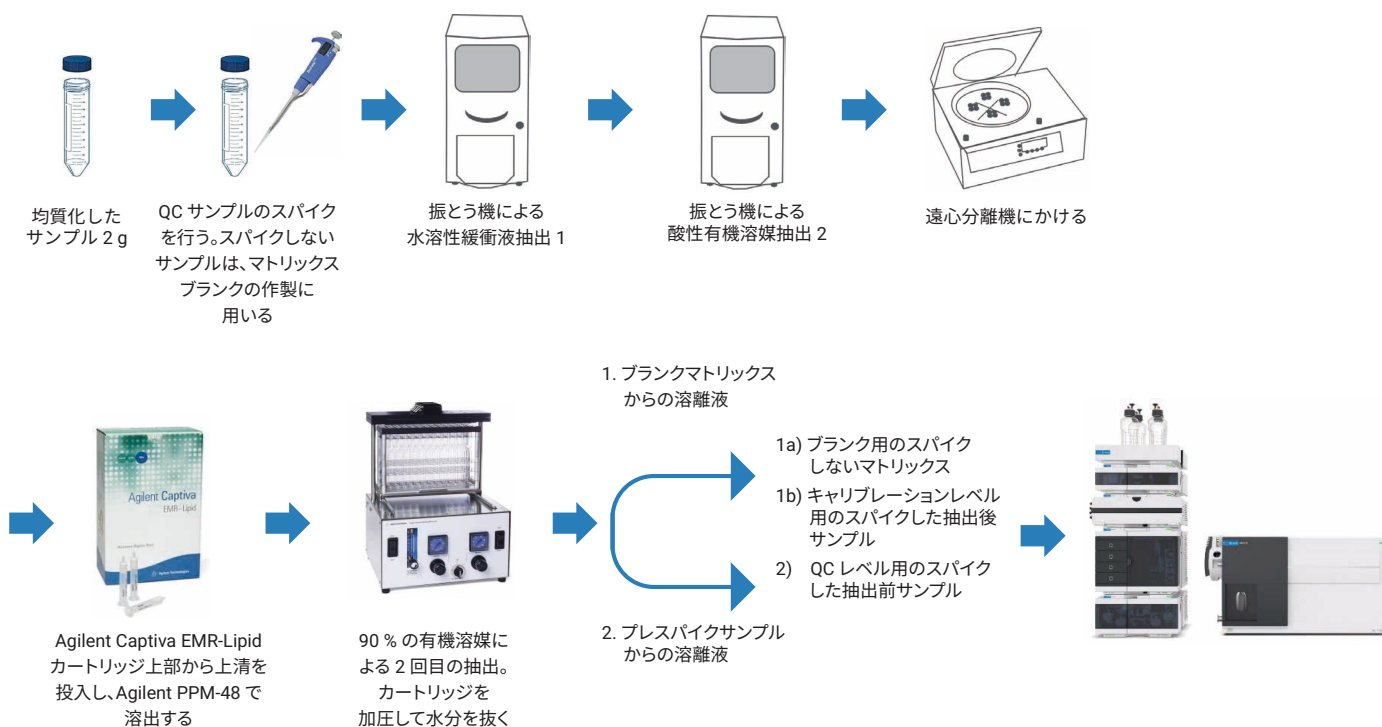 均質化した
サンプル 2 g
QC サンプルのスパイク
を行う。スパイクしない
サンプルは、マトリックス
ブランクの作製に
用いる
振とう機による
水溶性緩衝液抽出 1
振とう機による
酸性有機溶媒抽出 2
遠心分離機にかける
Agilent Captiva
EMR–Lipid
Agilent Technologies
Agilent Captiva EMR-Lipid
カートリッジ上部から上清を
投入し、Agilent PPM-48 で
溶出する
90 % の有機溶媒に
よる 2 回目の抽出。
カートリッジを
加圧して水分を抜く
1. ブランクマトリックス
からの溶離液
1a) ブランク用のスパイク
しないマトリックス
1b) キャリブレーションレベル
用のスパイクした抽出後
サンプル
2) QC レベル用のスパイク
した抽出前サンプル
2. プレスパイクサンプル
からの溶離液